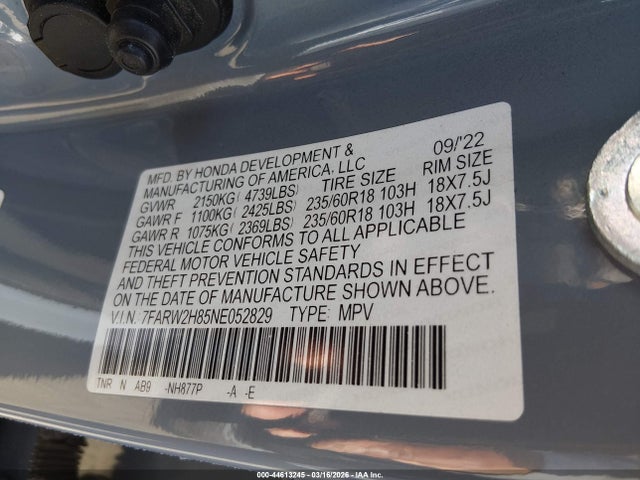 MFD. BY HONDA DEVELOPMENT & 09/'22
MANUFACTURING OF AMERICA, LLC
GVWR 2150KG ( 4739LBS) TIRE SIZE RIM SIZE
GAWR F 1100KG ( 2425LBS) 235/60R18 103H 18X7.5J
GAWR R 1075KG ( 2369LBS) 235/60R18 103H 18X7.5J
THIS VEHICLE CONFORMS TO ALL APPLICABLE
FEDERAL MOTOR VEHICLE SAFETY
AND THEFT PREVENTION STANDARDS IN EFFECT
ON THE DATE OF MANUFACTURE SHOWN ABOVE.
V.I.N. 7FARW2H85NE052829 TYPE: MPV
TNR N AB9 -NH877P -A -E
000-44613245 - 03/16/2026 - IAA Inc.